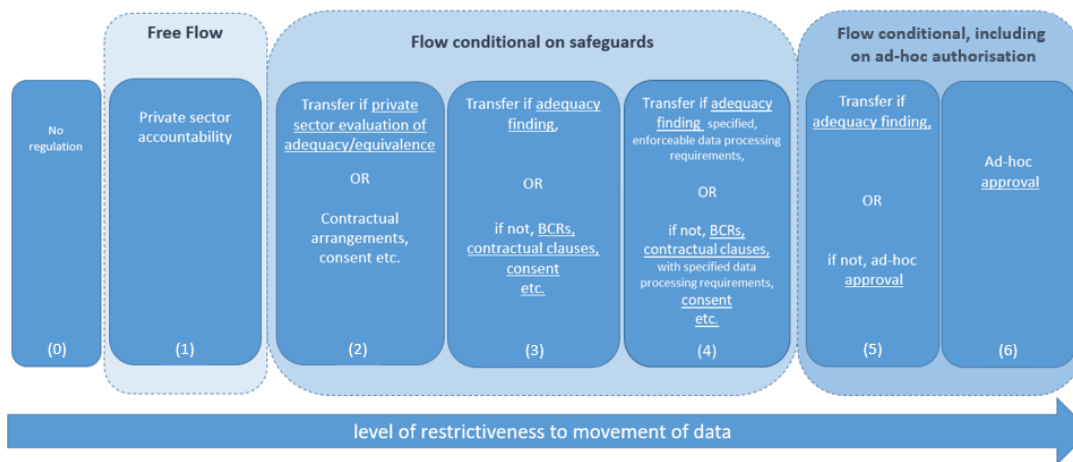 Free Flow
Flow conditional on safeguards
Flow conditional, including
on ad-hoc authorisation
No
regulation
(0)
Private sector
accountability
(1)
Transfer if private
sector evaluation of
adequacy/equivalence
OR
Contractual
arrangements,
consent etc.
(2)
Transfer if adequacy
finding,
OR
if not, BCRs,
contractual clauses,
consent
etc.
(3)
Transfer if adequacy
finding specified,
enforceable data processing
requirements,
OR
if not, BCRs,
contractual clauses,
with specified data
processing requirements,
consent
etc.
(4)
Transfer if
adequacy finding,
OR
if not, ad-hoc
approval
(5)
Ad-hoc
approval
(6)
level of restrictiveness to movement of data